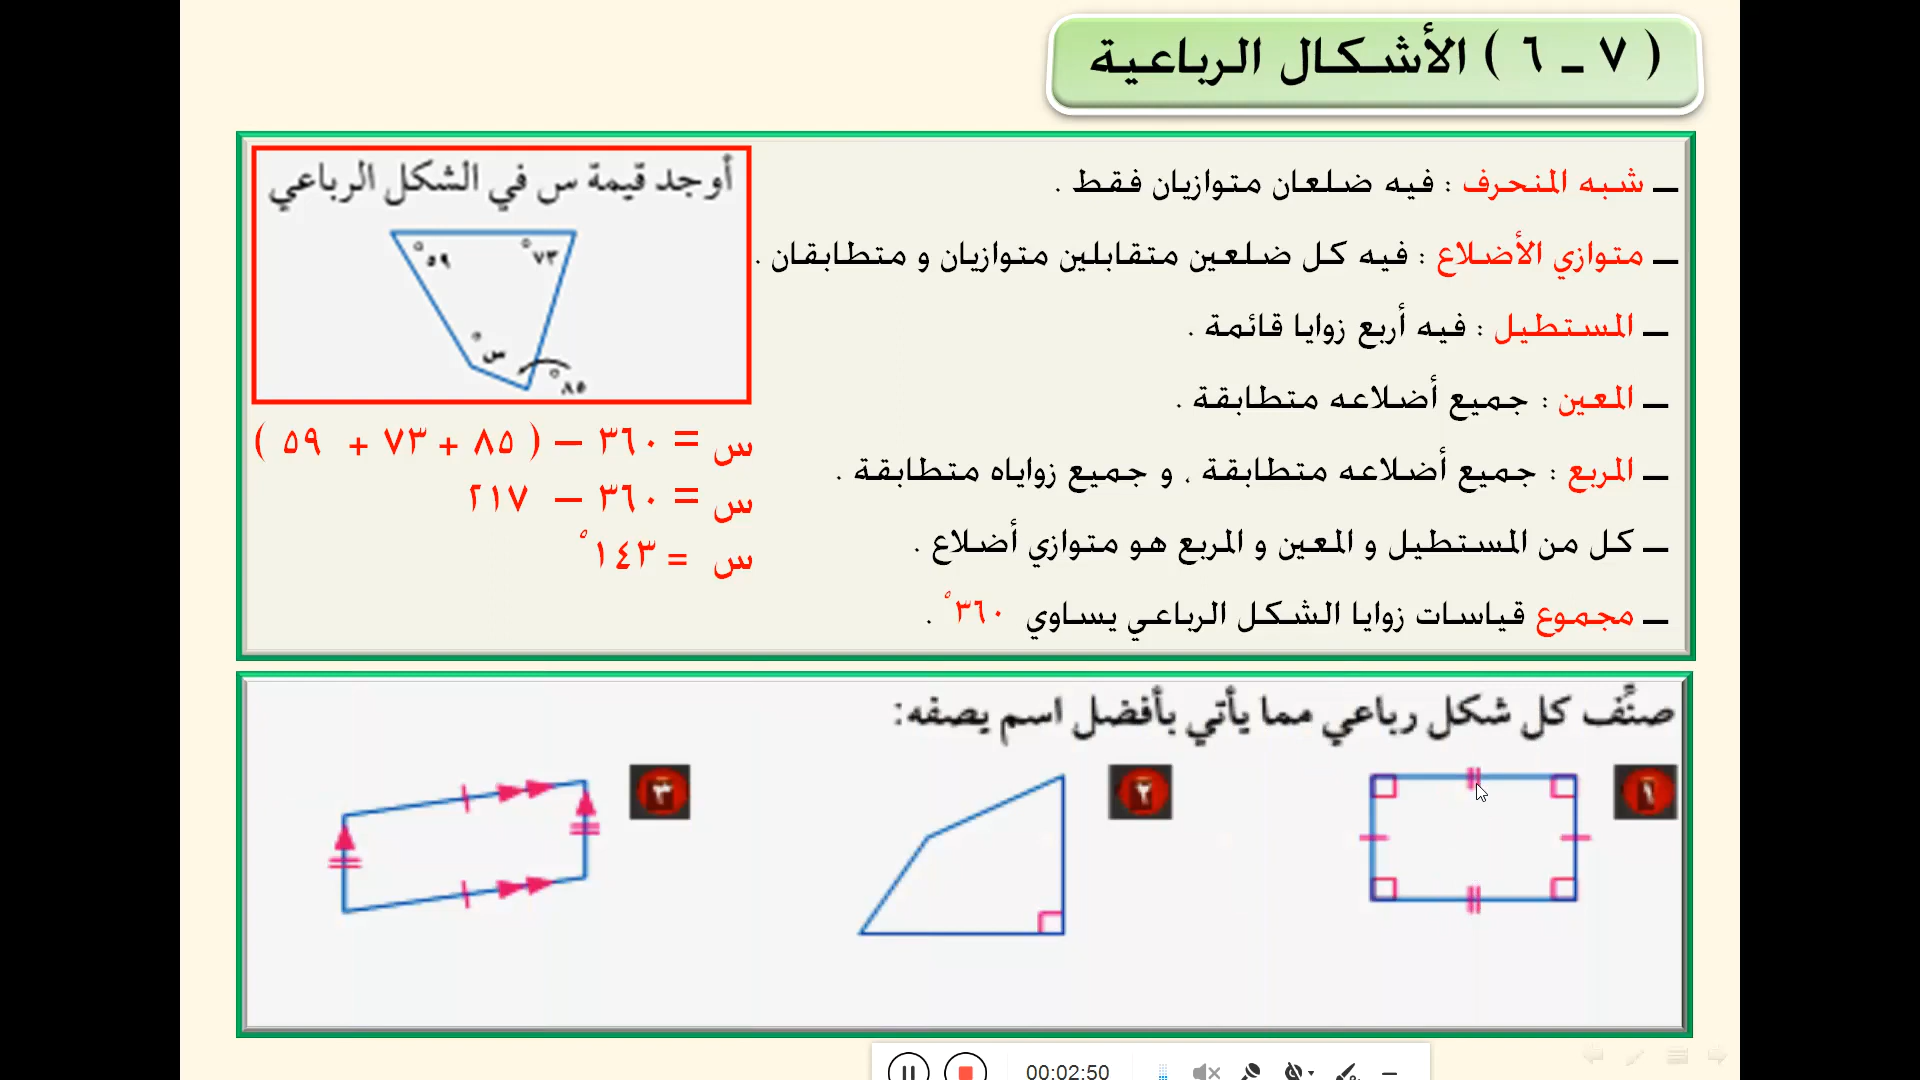 ( ٧ ـ ٦ ) الأشكال الرباعية
ـ شبه المنحرف : فيه ضلعان متوازيان فقط .
ـ متوازي الأضلاع : فيه كل ضلعين متقابلين متوازيان و متطابقان .
ـ المستطيل : فيه أربع زوايا قائمة .
ـ المعين : جميع أضلاعه متطابقة .
ـ المربع : جميع أضلاعه متطابقة ، و جميع زواياه متطابقة .
ـ كل من المستطيل و المعين و المربع هو متوازي أضلاع .
ـ مجموع قياسات زوايا الشكل الرباعي يساوي ٣٦٠° .
أوجد قيمة س في الشكل الرباعي
٧٣° ٥٩°
س°
٨٥°
س = ٣٦٠ – ( ٨٥ + ٧٣ + ٥٩ )
س = ٣٦٠ – ٢١٧
س = ١٤٣°
صنِّف كل شكل رباعي مما يأتي بأفضل اسم يصفه:
١ ٢ ٣
00:02:50